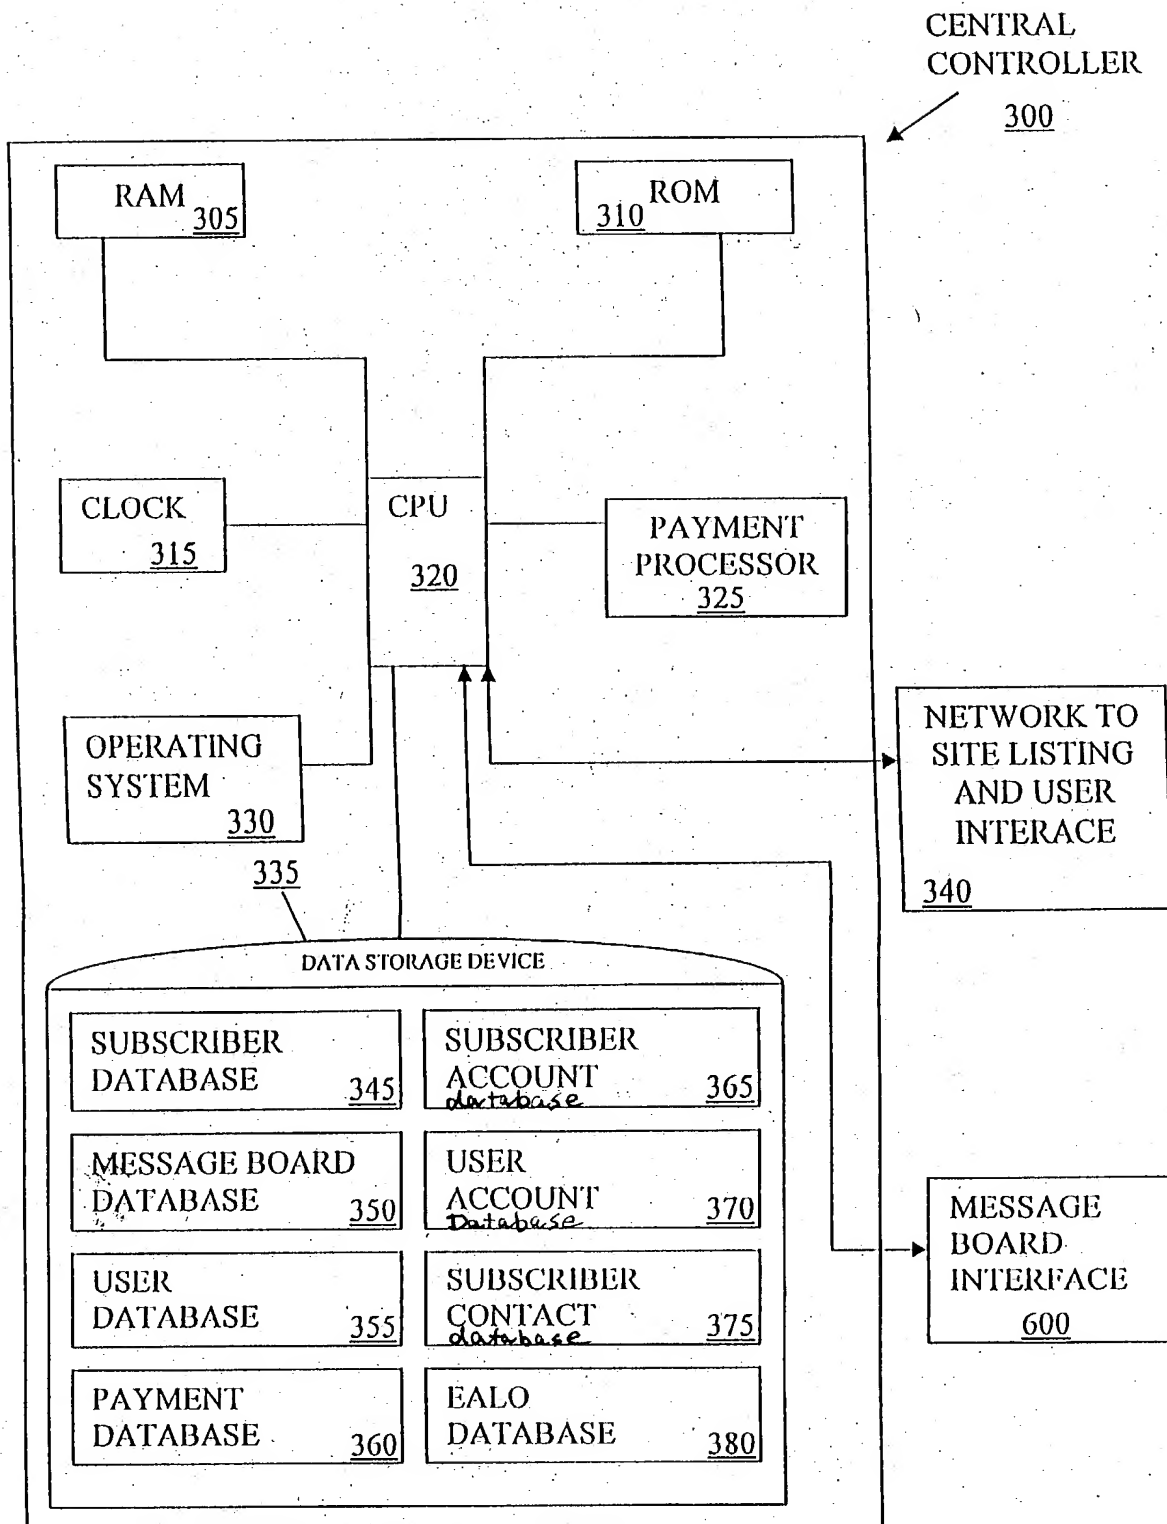 CENTRAL
CONTROLLER
300
RAM
305
ROM
310
CLOCK
315
CPU
320
PAYMENT
PROCESSOR
325
OPERATING
SYSTEM
330
NETWORK TO
SITE LISTING
AND USER
INTERACE
340
335
DATA STORAGE DEVICE
SUBSCRIBER
DATABASE
345
SUBSCRIBER
ACCOUNT
database
365
MESSAGE BOARD
DATABASE
350
USER
ACCOUNT
Database
370
USER
DATABASE
355
SUBSCRIBER
CONTACT
database
375
PAYMENT
DATABASE
360
EALO
DATABASE
380
MESSAGE
BOARD
INTERFACE
600